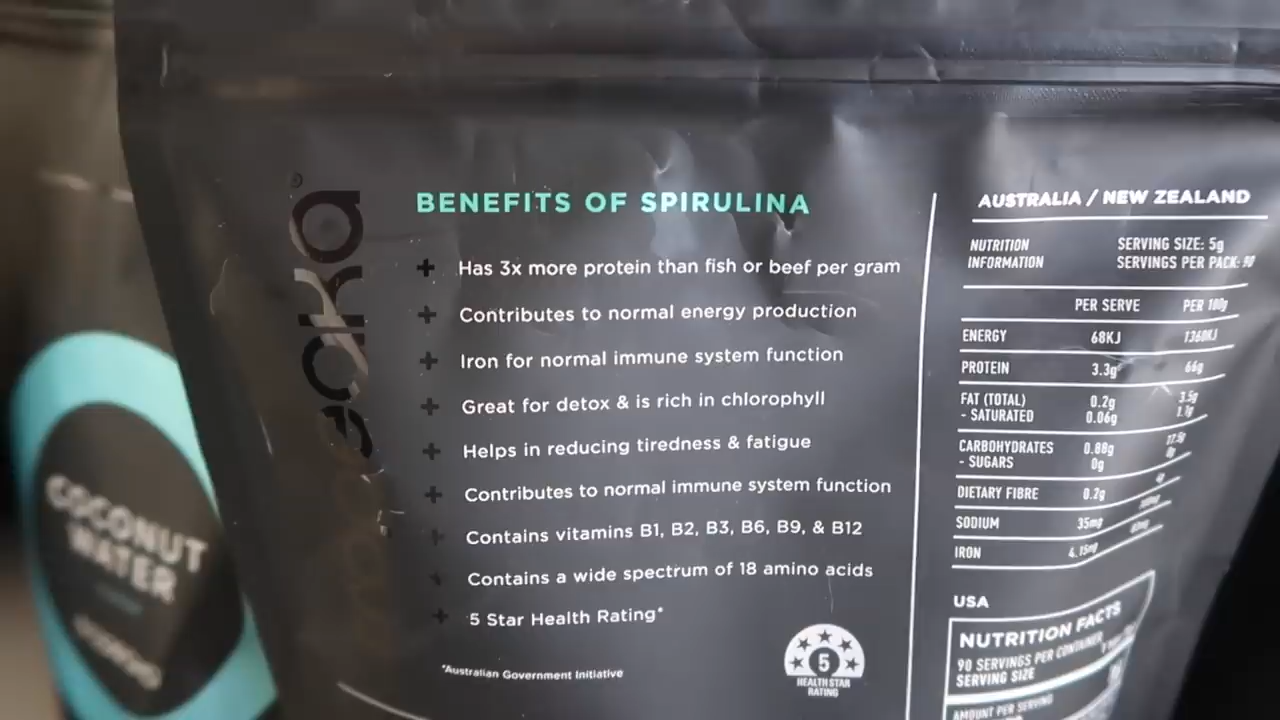 BENEFITS OF SPIRULINA
+ Has 3x more protein than fish or beef per gram
+ Contributes to normal energy production
+ Iron for normal immune system function
+ Great for detox & is rich in chlorophyll
+ Helps in reducing tiredness & fatigue
+ Contributes to normal immune system function
+ Contains vitamins B1, B2, B3, B6, B9, & B12
+ Contains a wide spectrum of 18 amino acids
+ 5 Star Health Rating*
*Australian Government Initiative
5
HEALTH STAR
RATING
AUSTRALIA / NEW ZEALAND
NUTRITION
INFORMATION
SERVING SIZE: 5g
SERVINGS PER PACK: 90
PER SERVE PER 100g
ENERGY 68KJ 1360KJ
PROTEIN 3.3g 66g
FAT (TOTAL) 0.2g 3.5g
- SATURATED 0.06g
CARBOHYDRATES 0.88g 17.5g
- SUGARS 0g
DIETARY FIBRE 0.2g
SODIUM 35mg
IRON 4.15mg
USA
NUTRITION FACTS
90 SERVINGS PER CONTAINER
SERVING SIZE
AMOUNT PER SERVING
COCONUT
WATER